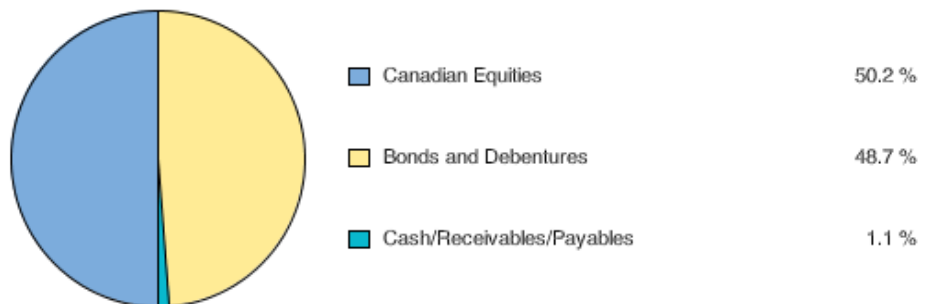 Canadian Equities 50.2 %
Bonds and Debentures 48.7 %
Cash/Receivables/Payables 1.1 %